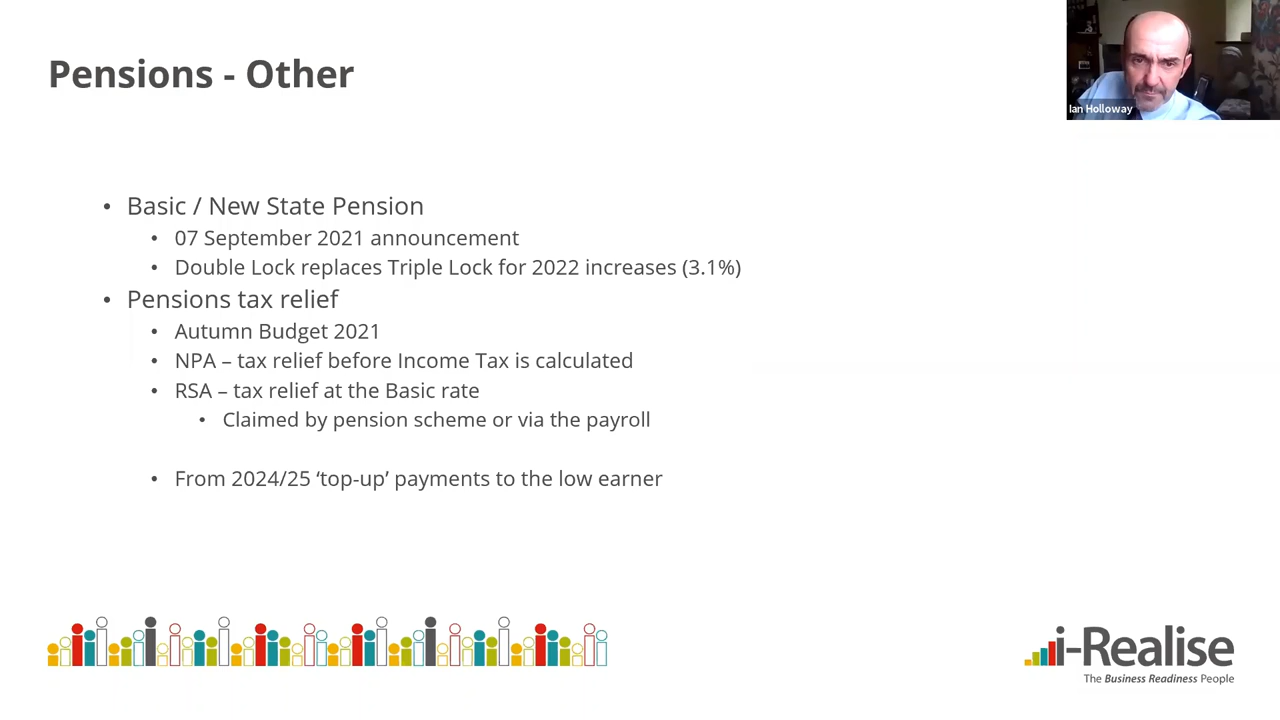 Pensions - Other
Ian Holloway
• Basic / New State Pension
• 07 September 2021 announcement
• Double Lock replaces Triple Lock for 2022 increases (3.1%)
• Pensions tax relief
• Autumn Budget 2021
• NPA – tax relief before Income Tax is calculated
• RSA – tax relief at the Basic rate
• Claimed by pension scheme or via the payroll
• From 2024/25 ‘top-up’ payments to the low earner
i-Realise
The Business Readiness People